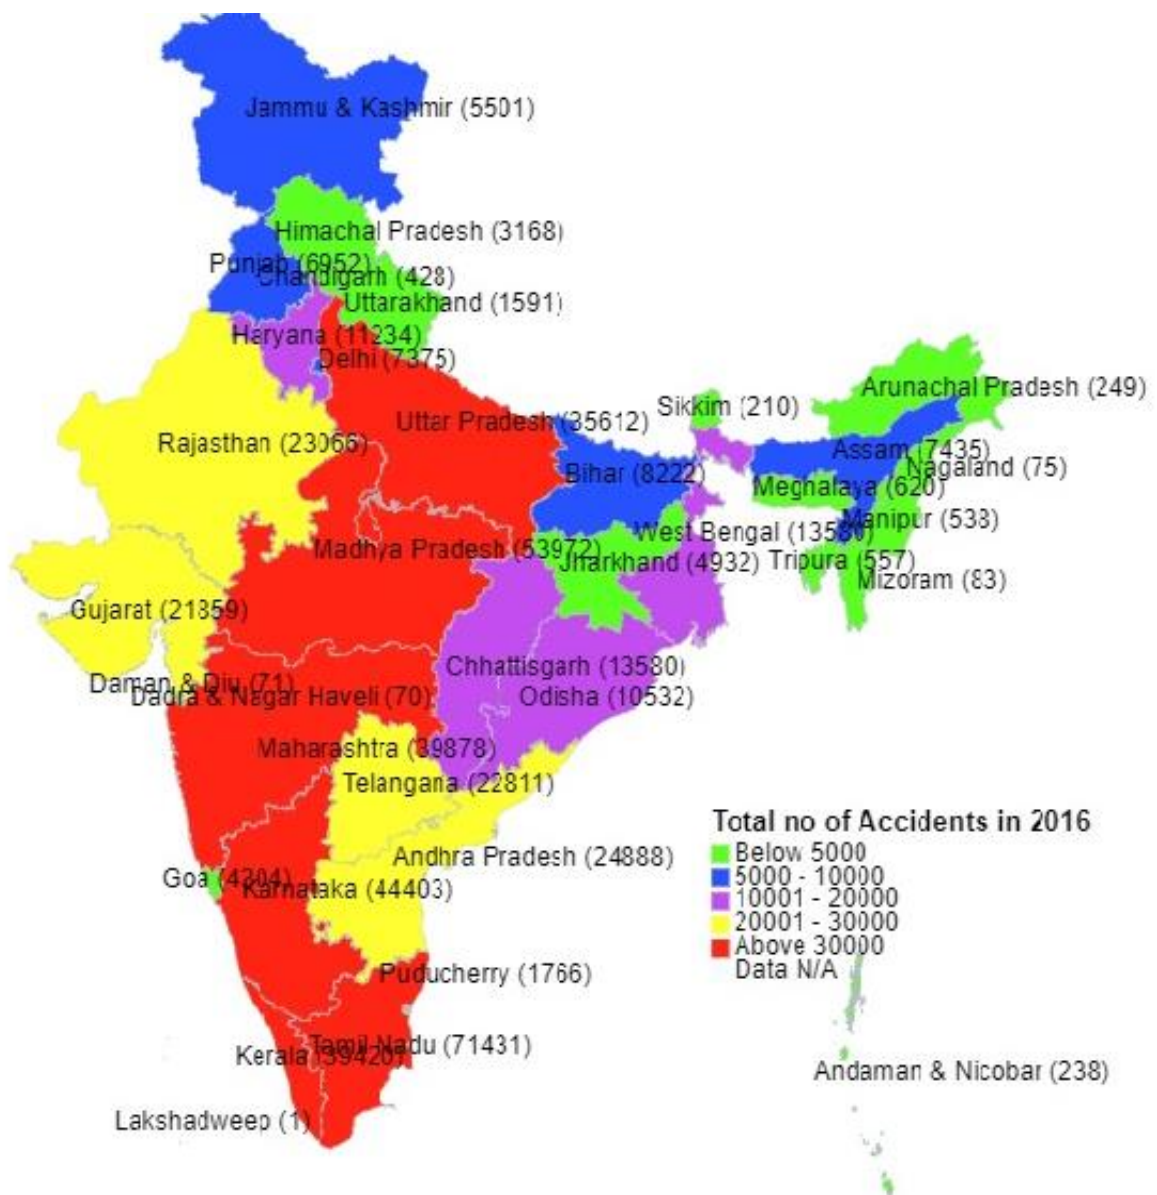 Jammu & Kashmir (5501)
Himachal Pradesh (3168)
Punjab (6952)
Chandigarh (428)
Uttarakhand (1591)
Haryana (11234)
Delhi (7375)
Arunachal Pradesh (249)
Sikkim (210)
Uttar Pradesh (35612)
Rajasthan (23066)
Assam (7435)
Nagaland (75)
Bihar (8222)
Meghalaya (620)
Manipur (538)
West Bengal (13580)
Madhya Pradesh (53972)
Jharkhand (4932)
Tripura (557)
Mizoram (83)
Gujarat (21859)
Chhattisgarh (13580)
Daman & Diu (71)
Dadra & Nagar Haveli (70)
Odisha (10532)
Maharashtra (39878)
Telangana (22811)
Total no of Accidents in 2016
Below 5000
5000 - 10000
10001 - 20000
20001 - 30000
Above 30000
Data N/A
Andhra Pradesh (24888)
Goa (4304)
Karnataka (44403)
Puducherry (1766)
Tamil Nadu (71431)
Kerala (39420)
Andaman & Nicobar (238)
Lakshadweep (1)